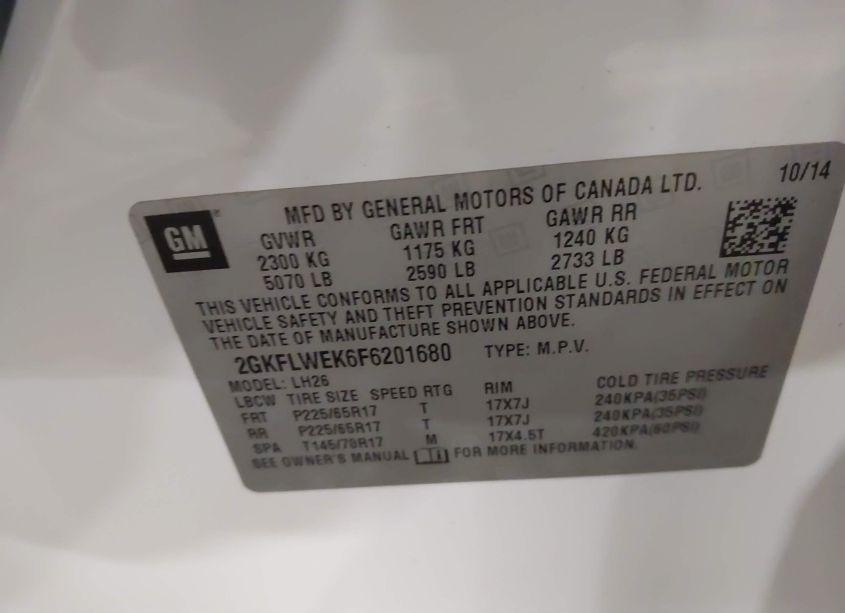 10/14
MFD BY GENERAL MOTORS OF CANADA LTD.
GM
GVWR GAWR FRT GAWR RR
2300 KG 1175 KG 1240 KG
5070 LB 2590 LB 2733 LB
THIS VEHICLE CONFORMS TO ALL APPLICABLE U.S. FEDERAL MOTOR
VEHICLE SAFETY AND THEFT PREVENTION STANDARDS IN EFFECT ON
THE DATE OF MANUFACTURE SHOWN ABOVE.
2GKFLWEK6F6201680 TYPE: M.P.V.
MODEL: LH26
LBCW TIRE SIZE SPEED RTG RIM COLD TIRE PRESSURE
FRT P225/65R17 T 17X7J 240KPA(35PSI)
RR P225/65R17 T 17X7J 240KPA(35PSI)
SPA T145/70R17 M 17X4.5T 420KPA(60PSI)
SEE OWNER'S MANUAL FOR MORE INFORMATION.